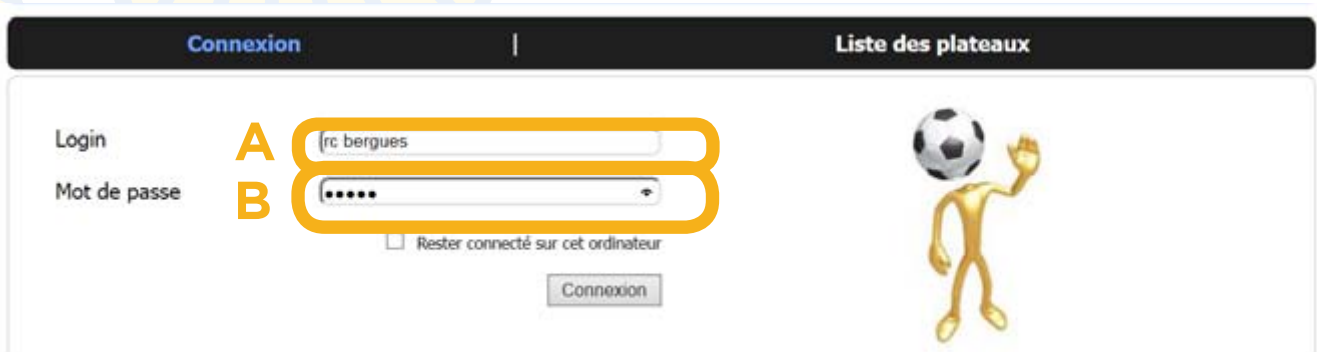 Connexion | Liste des plateaux
Login A rc bergues
Mot de passe B •••••
Rester connecté sur cet ordinateur
Connexion